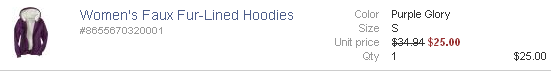 Women's Faux Fur-Lined Hoodies
#8655670320001
Color Purple Glory
Size S
Unit price $34.94 $25.00
Qty 1 $25.00